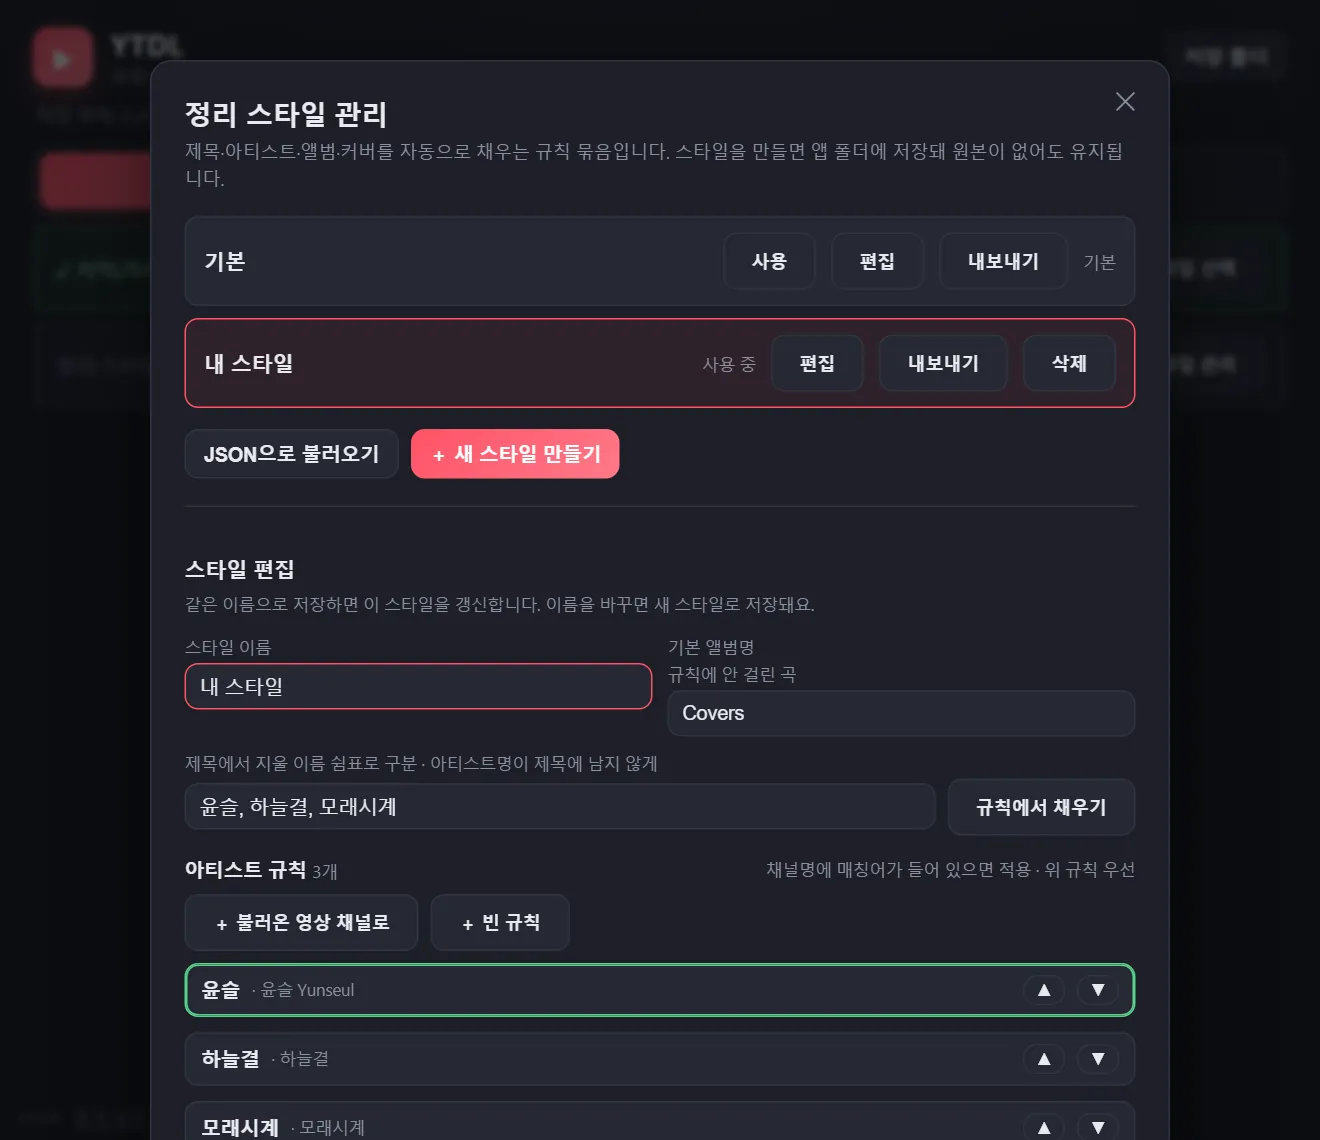 YTDL
저장 폴더
정리 스타일 관리
제목·아티스트·앨범·커버를 자동으로 채우는 규칙 묶음입니다. 스타일을 만들면 앱 폴더에 저장돼 원본이 없어도 유지됩
니다.
기본
사용
편집
내보내기
기본
내 스타일
사용 중
편집
내보내기
삭제
JSON으로 불러오기
+ 새 스타일 만들기
스타일 편집
같은 이름으로 저장하면 이 스타일을 갱신합니다. 이름을 바꾸면 새 스타일로 저장돼요.
스타일 이름
내 스타일
기본 앨범명
규칙에 안 걸린 곡
Covers
제목에서 지울 이름 쉼표로 구분 · 아티스트명이 제목에 남지 않게
윤슬, 하늘결, 모래시계
규칙에서 채우기
아티스트 규칙 3개
채널명에 매칭어가 들어 있으면 적용 · 위 규칙 우선
+ 불러온 영상 채널로
+ 빈 규칙
윤슬 · 윤슬 Yunseul
▲ ▼
하늘결 · 하늘결
▲ ▼
모래시계 · 모래시계
▲ ▼